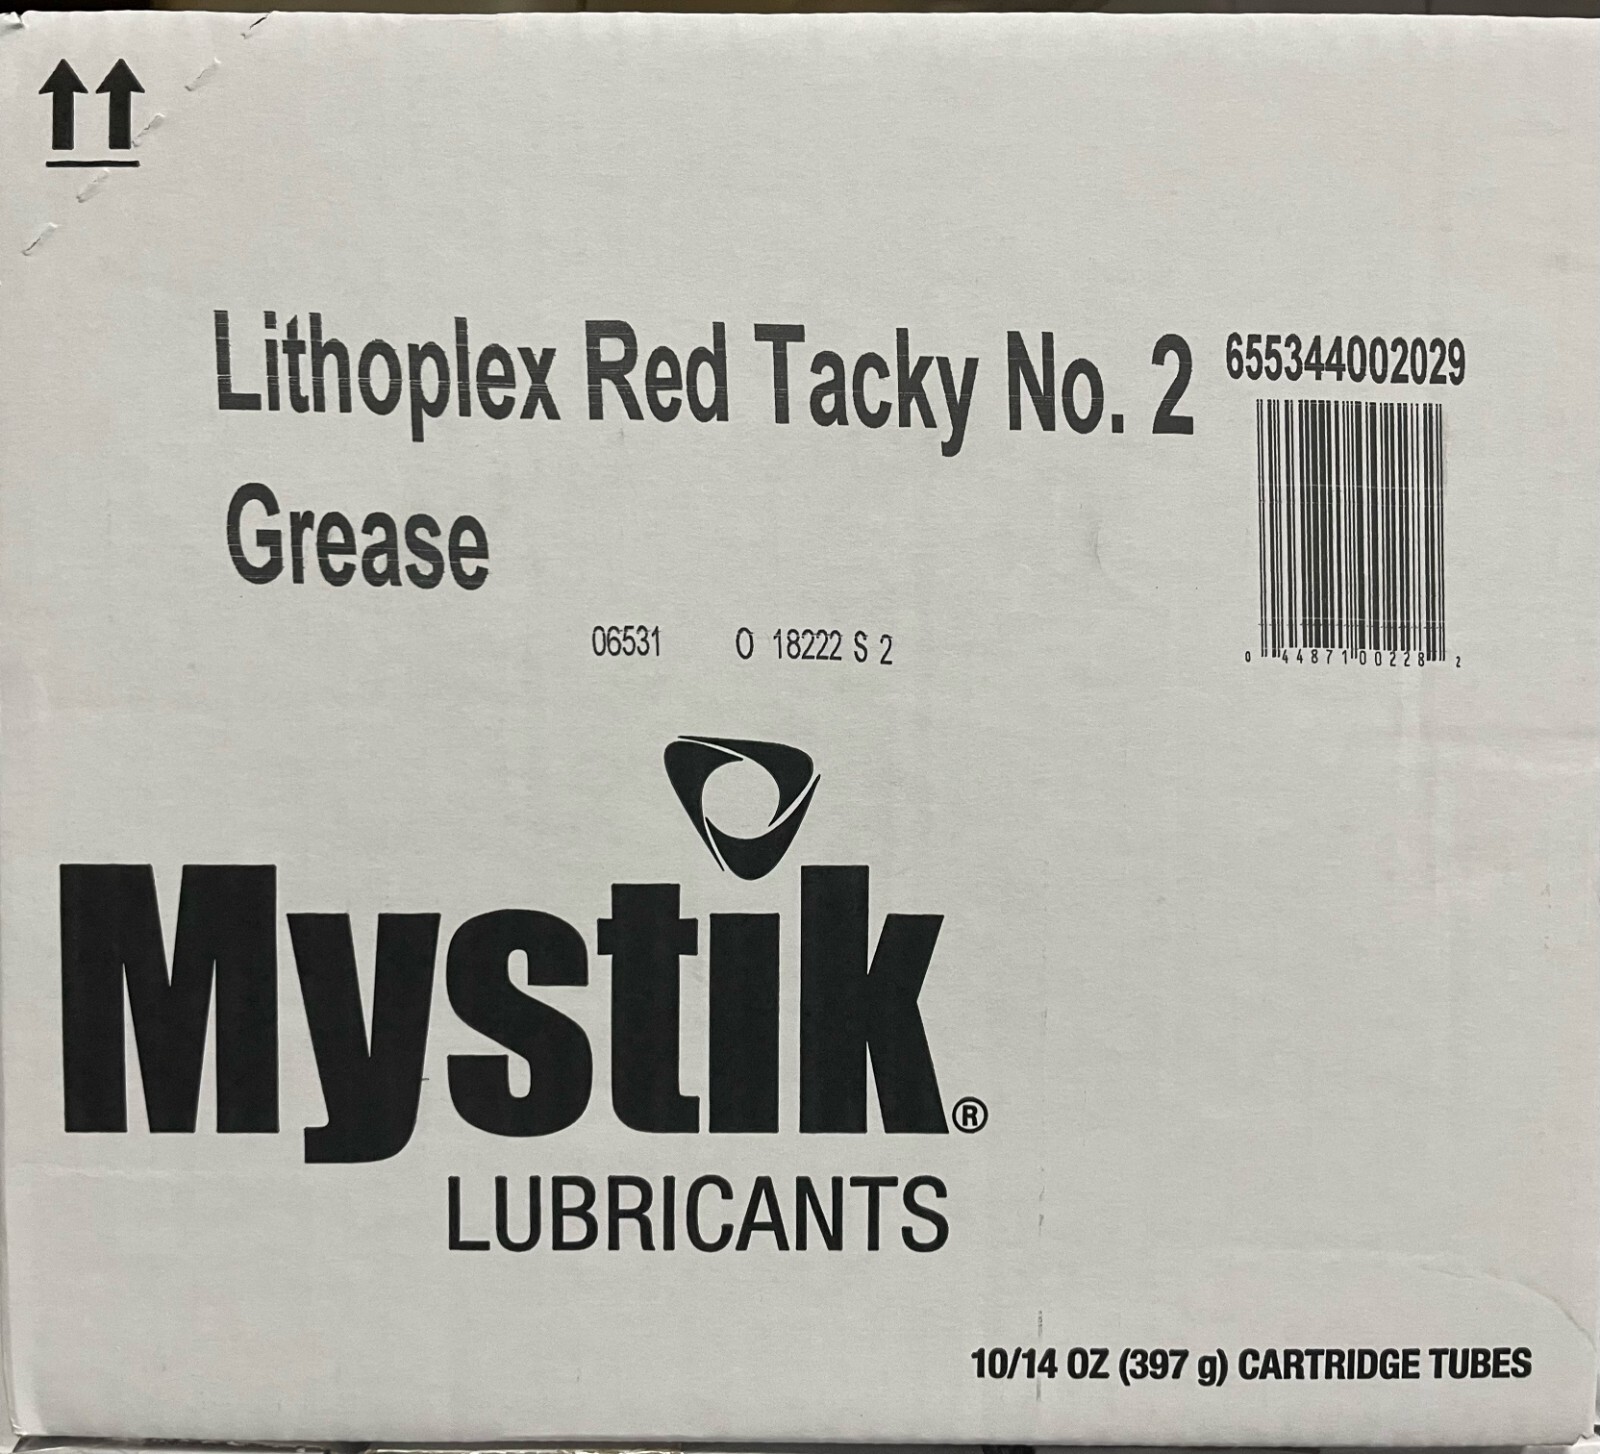 Lithoplex Red Tacky No. 2
Grease
655344002029
0 44871 00228 2
06531 O 18222 S 2
Mystik®
LUBRICANTS
10/14 OZ (397 g) CARTRIDGE TUBES